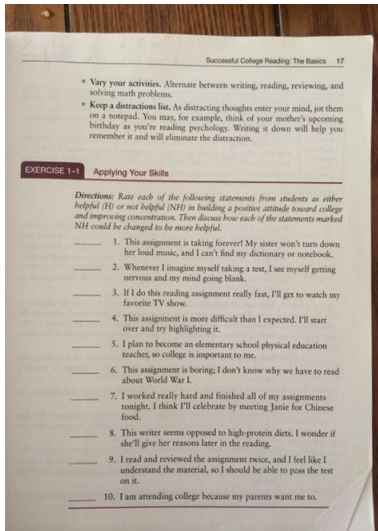 Successful College Reading: The Basics 17
• Vary your activities. Alternate between writing, reading, reviewing, and
solving math problems.
• Keep a distractions list. As distracting thoughts enter your mind, jot them
on a notepad. You may, for example, think of your mother's upcoming
birthday as you're reading psychology. Writing it down will help you
remember it and will eliminate the distraction.
EXERCISE 1–1 Applying Your Skills
Directions: Rate each of the following statements from students as either
helpful (H) or not helpful (NH) in building a positive attitude toward college
and improving concentration. Then discuss how each of the statements marked
NH could be changed to be more helpful.
1. This assignment is taking forever! My sister won't turn down
her loud music, and I can't find my dictionary or notebook.
2. Whenever I imagine myself taking a test, I see myself getting
nervous and my mind going blank.
3. If I do this reading assignment really fast, I'll get to watch my
favorite TV show.
4. This assignment is more difficult than I expected. I'll start
over and try highlighting it.
5. I plan to become an elementary school physical education
teacher, so college is important to me.
6. This assignment is boring; I don't know why we have to read
about World War I.
7. I worked really hard and finished all of my assignments
tonight. I think I'll celebrate by meeting Janie for Chinese
food.
8. This writer seems opposed to high-protein diets. I wonder if
she'll give her reasons later in the reading.
9. I read and reviewed the assignment twice, and I feel like I
understand the material, so I should be able to pass the test
on it.
10. I am attending college because my parents want me to.